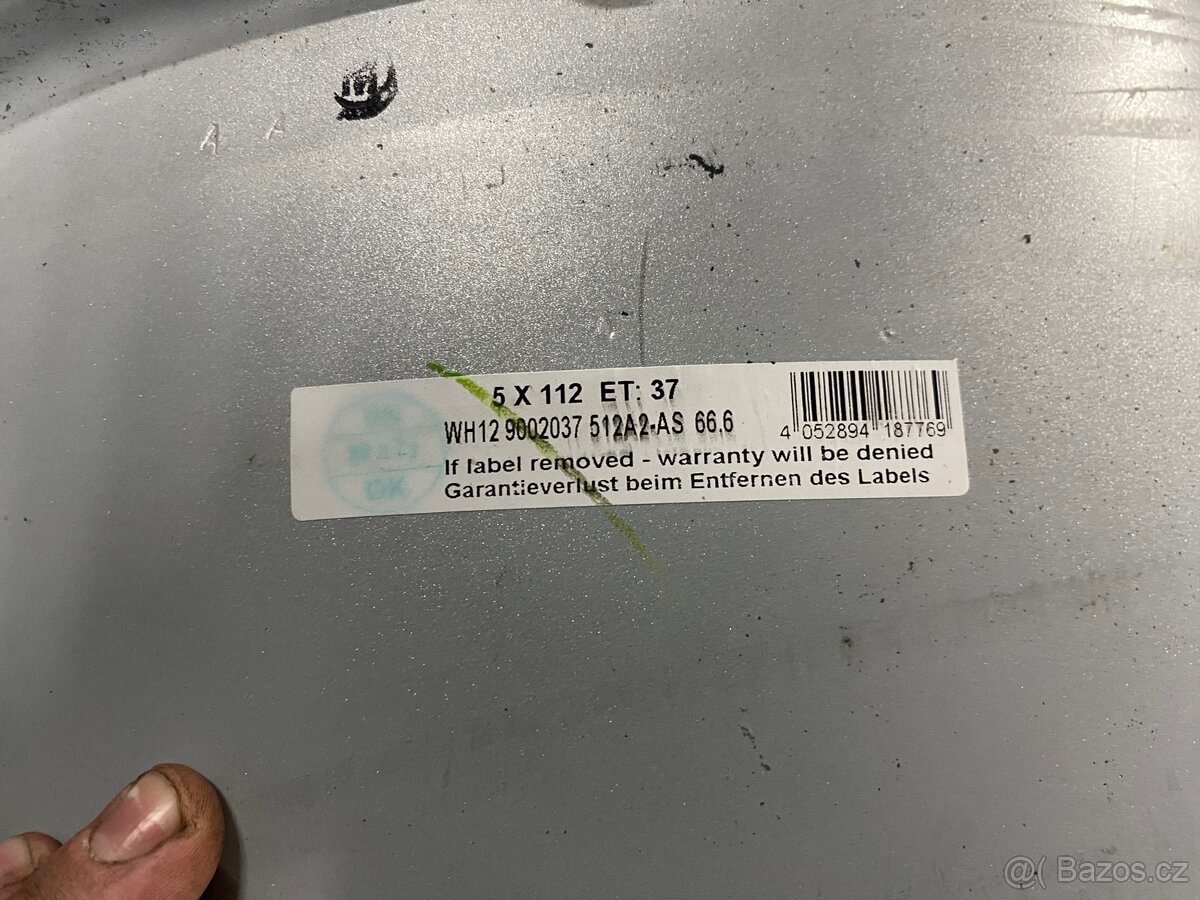 A A
5 X 112 ET: 37
WH12 9002037 512A2-AS 66.6
4 052894 187769
If label removed - warranty will be denied
Garantieverlust beim Entfernen des Labels
OK
Bazos.cz